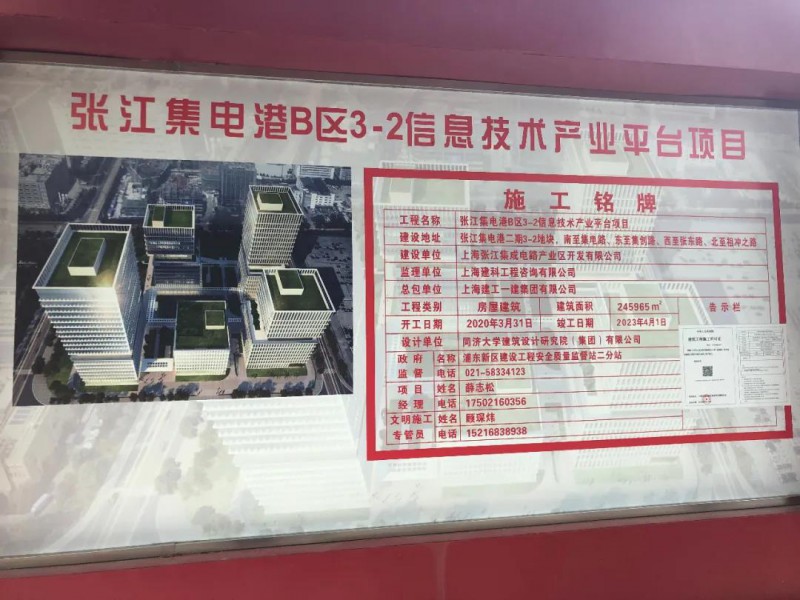 张江集电港B区3-2信息技术产业平台项目
施工铭牌
工程名称 张江集电港B区3-2信息技术产业平台项目
建设地址 张江集电港二期3-2地块，南至集电路、东至集创路、西至张东路、北至祖冲之路
建设单位 上海张江集成电路产业区开发有限公司
监理单位 上海建科工程咨询有限公司
总包单位 上海建工一建集团有限公司
工程类别 房屋建筑 建筑面积 245965㎡ 告示栏
开工日期 2020年3月31日 竣工日期 2023年4月1日
设计单位 同济大学建筑设计研究院（集团）有限公司
政府 名称 浦东新区建设工程安全质量监督站二分站
监督 电话 021-58334123
项目 姓名 薛志松
经理 电话 17502160356
文明施工 姓名 顾琛炜
专管员 电话 15216838938